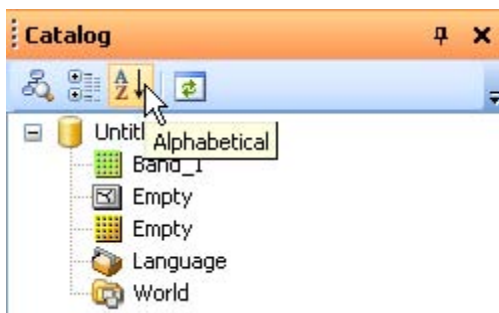 Catalog
A
Z
Alphabetical
Band_1
Empty
Empty
Language
World